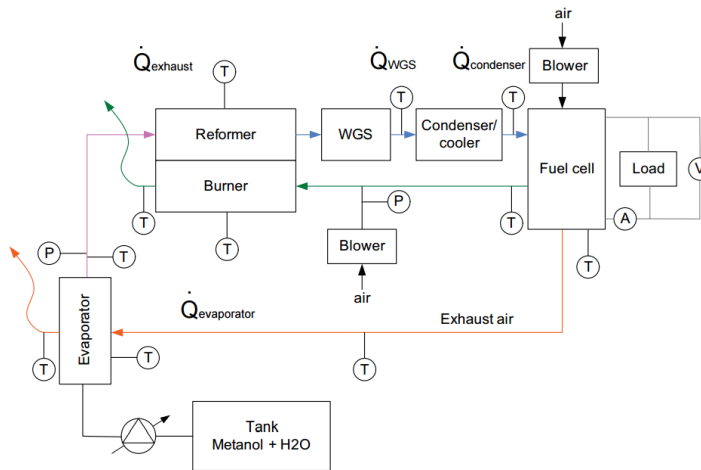 air
Q̇exhaust
Q̇WGS
Q̇condenser
Blower
T
T
T
Reformer
WGS
Condenser/
cooler
Fuel cell
Load
V
Burner
P
T
T
T
A
Blower
P
T
T
air
Q̇evaporator
Exhaust air
Evaporator
T
T
T
Tank
Metanol + H2O